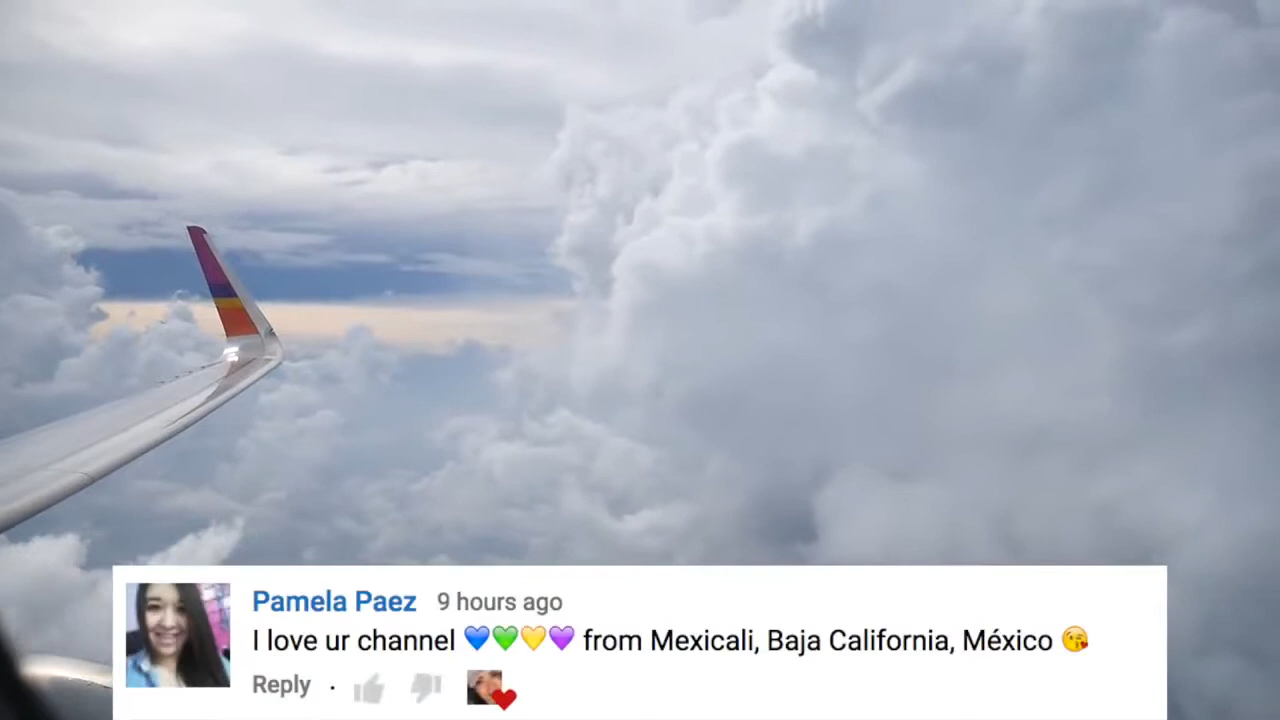 Pamela Paez 9 hours ago
I love ur channel 💙💚💛💜 from Mexicali, Baja California, México 😘
Reply ·